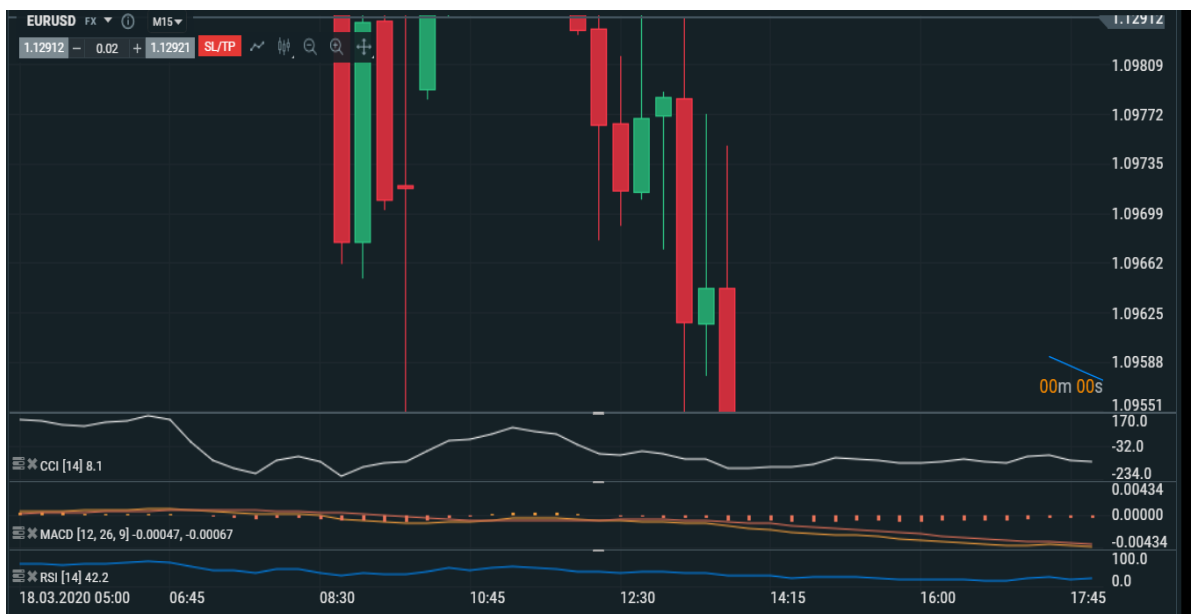 EURUSD FX M15
1.12912 − 0.02 + 1.12921 SL/TP
1.12912
1.09809
1.09772
1.09735
1.09699
1.09662
1.09625
1.09588
00m 00s
1.09551
170.0
-32.0
CCI [14] 8.1
-234.0
0.00434
0.00000
MACD [12, 26, 9] -0.00047, -0.00067
-0.00434
100.0
RSI [14] 42.2
0.0
18.03.2020 05:00 06:45 08:30 10:45 12:30 14:15 16:00 17:45